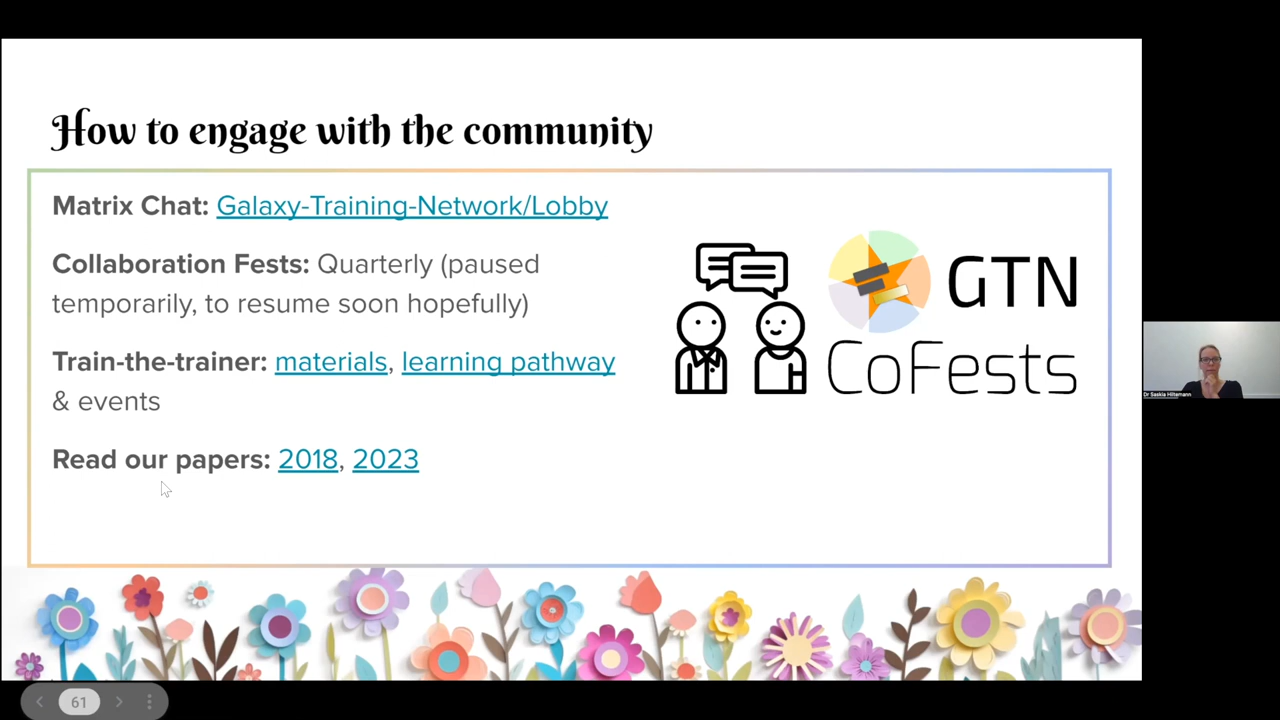 How to engage with the community
Matrix Chat: Galaxy-Training-Network/Lobby
Collaboration Fests: Quarterly (paused
temporarily, to resume soon hopefully)
Train-the-trainer: materials, learning pathway
& events
Read our papers: 2018, 2023
GTN
CoFests
Dr Saskia Hiltemann
61